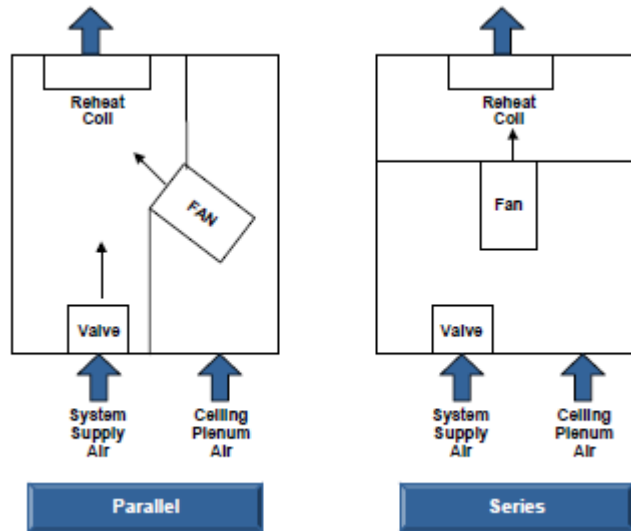 Reheat
Coil
FAN
Valve
System
Supply
Air
Ceiling
Plenum
Air
Parallel
Reheat
Coil
Fan
Valve
System
Supply
Air
Ceiling
Plenum
Air
Series